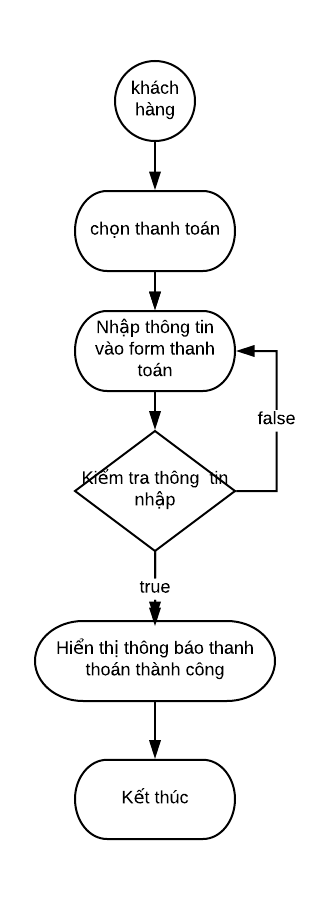 khách
hàng
chọn thanh toán
Nhập thông tin
vào form thanh
toán
false
Kiểm tra thông tin
nhập
true
Hiển thị thông báo thanh
thoán thành công
Kết thúc